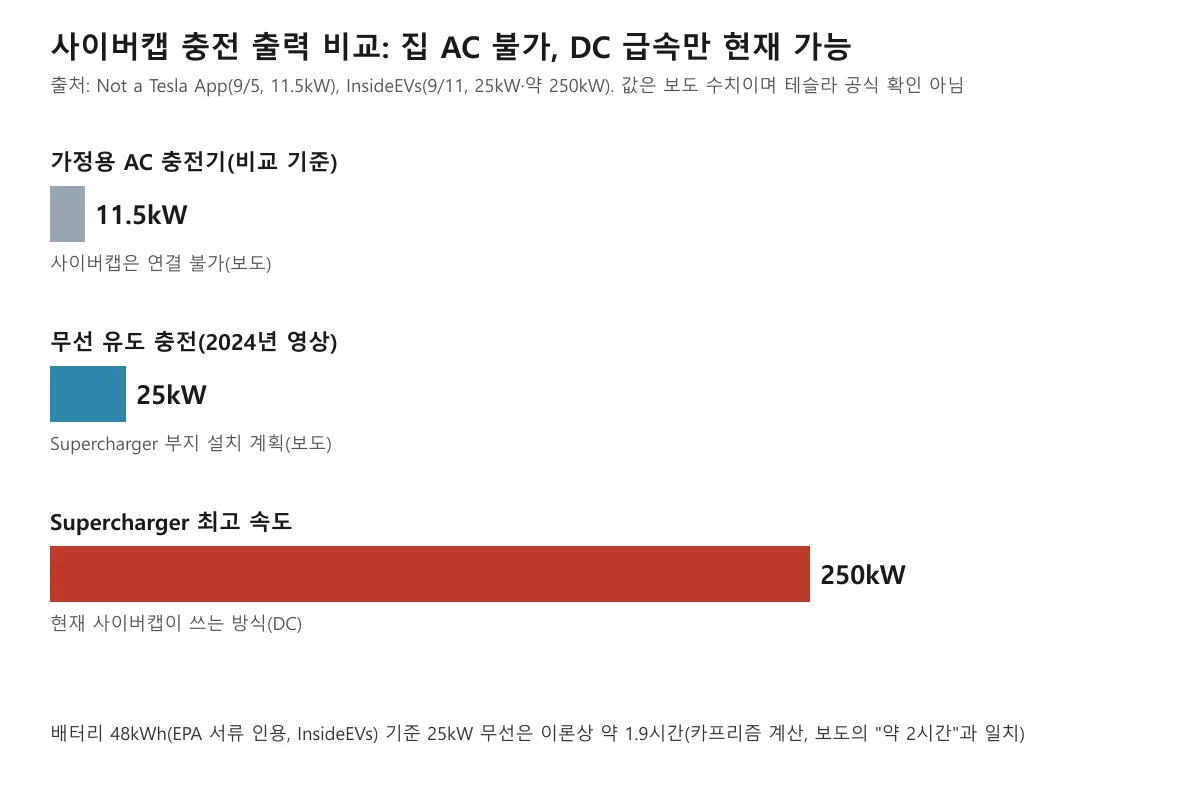 사이버캡 충전 출력 비교: 집 AC 불가, DC 급속만 현재 가능
출처: Not a Tesla App(9/5, 11.5kW), InsideEVs(9/11, 25kW·약 250kW). 값은 보도 수치이며 테슬라 공식 확인 아님
가정용 AC 충전기(비교 기준)
11.5kW
사이버캡은 연결 불가(보도)
무선 유도 충전(2024년 영상)
25kW
Supercharger 부지 설치 계획(보도)
Supercharger 최고 속도
250kW
현재 사이버캡이 쓰는 방식(DC)
배터리 48kWh(EPA 서류 인용, InsideEVs) 기준 25kW 무선은 이론상 약 1.9시간(카프리즘 계산, 보도의 "약 2시간"과 일치)